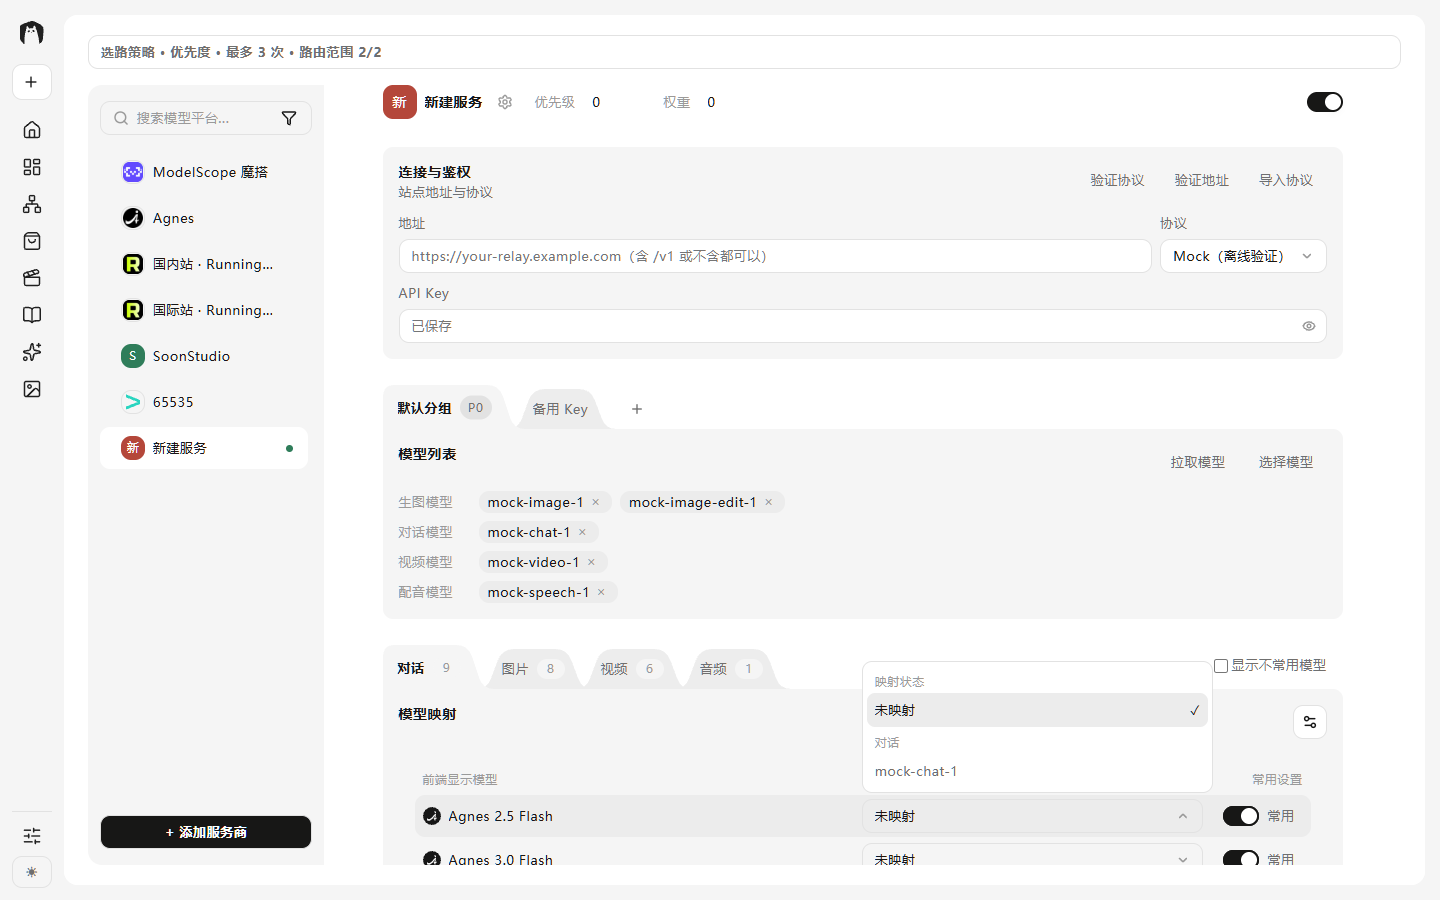 选路策略 • 优先度 • 最多 3 次 • 路由范围 2/2
搜索模型平台...
ModelScope 魔搭
Agnes
国内站 · Running...
国际站 · Running...
S SoonStudio
65535
新 新建服务
+ 添加服务商
新 新建服务 优先级 0 权重 0
连接与鉴权
站点地址与协议
验证协议 验证地址 导入协议
地址 协议
https://your-relay.example.com（含 /v1 或不含都可以） Mock（离线验证）
API Key
已保存
默认分组 P0 备用 Key +
模型列表
拉取模型 选择模型
生图模型 mock-image-1 × mock-image-edit-1 ×
对话模型 mock-chat-1 ×
视频模型 mock-video-1 ×
配音模型 mock-speech-1 ×
对话 9 图片 8 视频 6 音频 1 显示不常用模型
模型映射
映射状态
未映射 ✓
对话
mock-chat-1
前端显示模型 常用设置
Agnes 2.5 Flash 未映射 常用
Agnes 3.0 Flash 未映射 常用